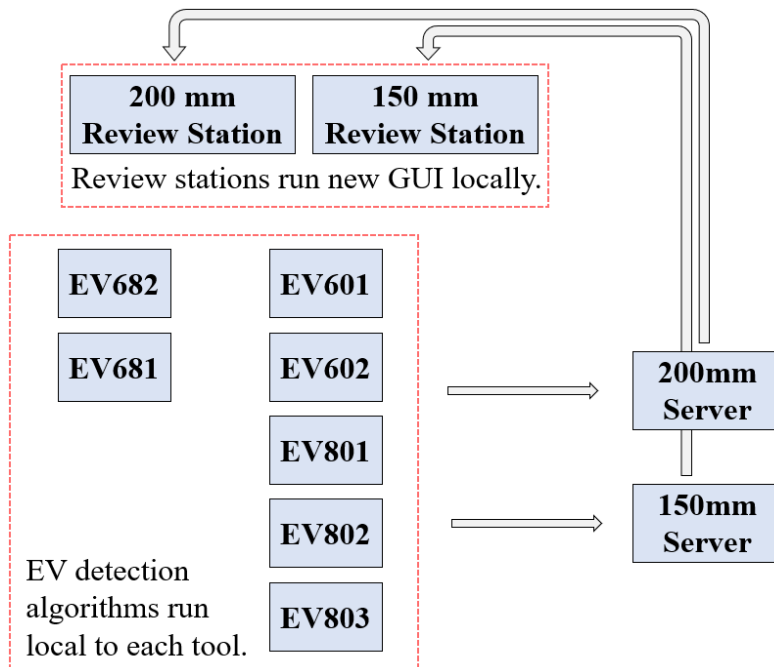 200 mm
Review Station
150 mm
Review Station
Review stations run new GUI locally.
EV682
EV601
EV681
EV602
EV801
EV802
EV803
EV detection
algorithms run
local to each tool.
200mm
Server
150mm
Server